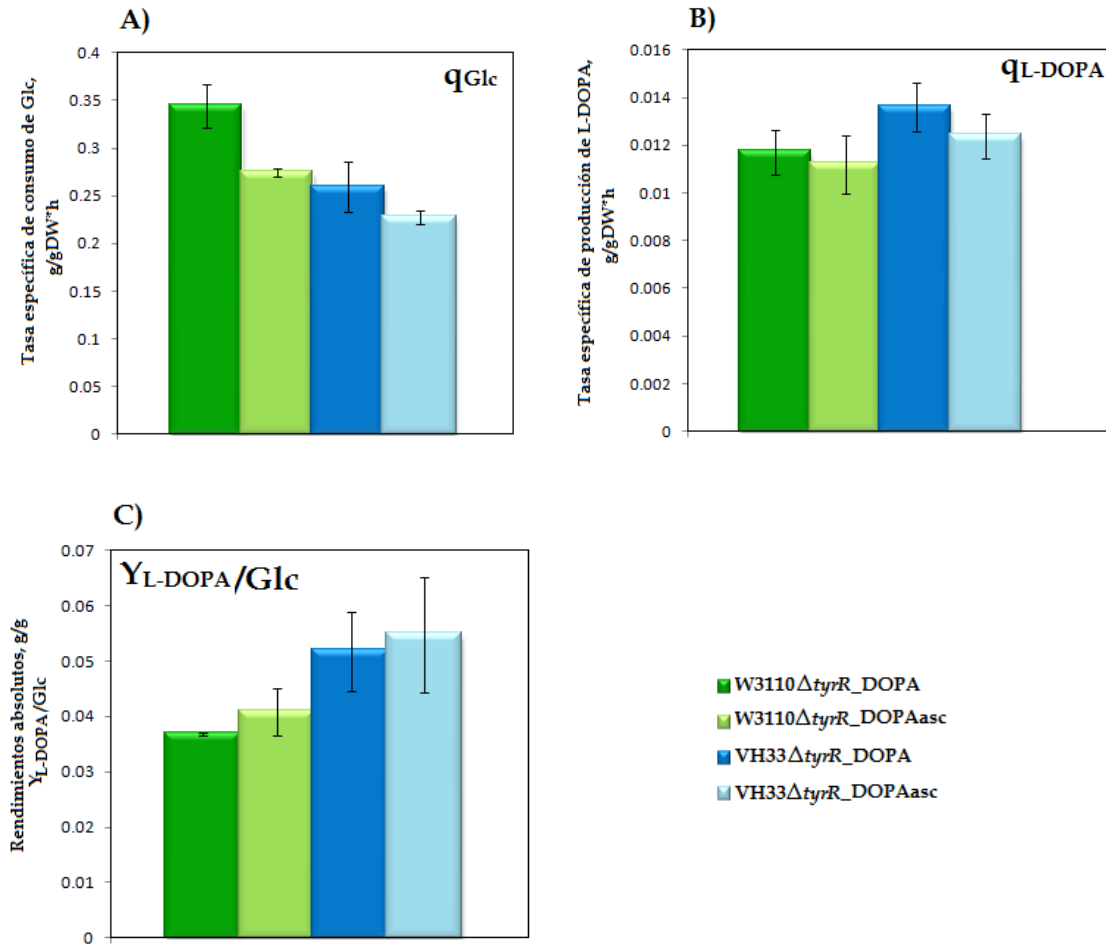 A)
Tasa específica de consumo de Glc,
g/gDW*h
0.4
0.35
0.3
0.25
0.2
0.15
0.1
0.05
0
qGlc
B)
Tasa específica de producción de L-DOPA,
g/gDW*h
0.016
0.014
0.012
0.01
0.008
0.006
0.004
0.002
0
qL-DOPA
C)
Rendimientos absolutos, g/g
YL-DOPA/Glc
0.07
0.06
0.05
0.04
0.03
0.02
0.01
0
YL-DOPA/Glc
W3110ΔtyrR_DOPA
W3110ΔtyrR_DOPAasc
VH33ΔtyrR_DOPA
VH33ΔtyrR_DOPAasc